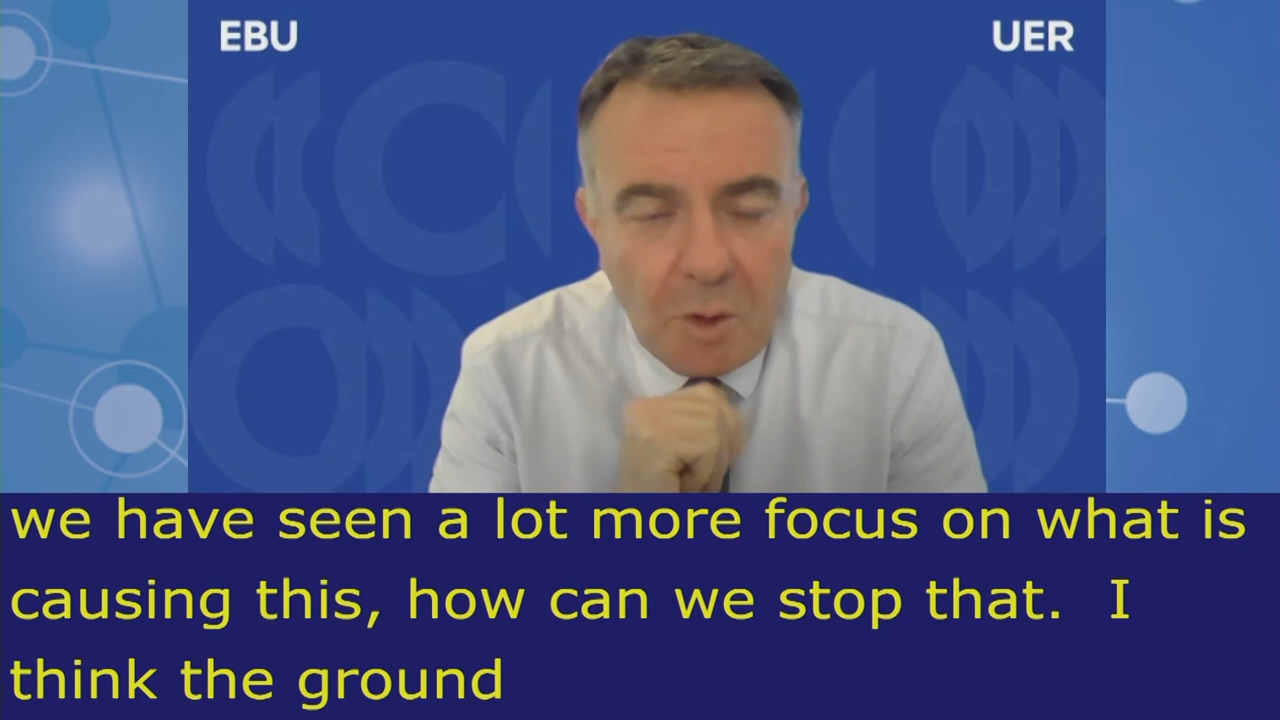 EBU
UER
we have seen a lot more focus on what is
causing this, how can we stop that.  I
think the ground